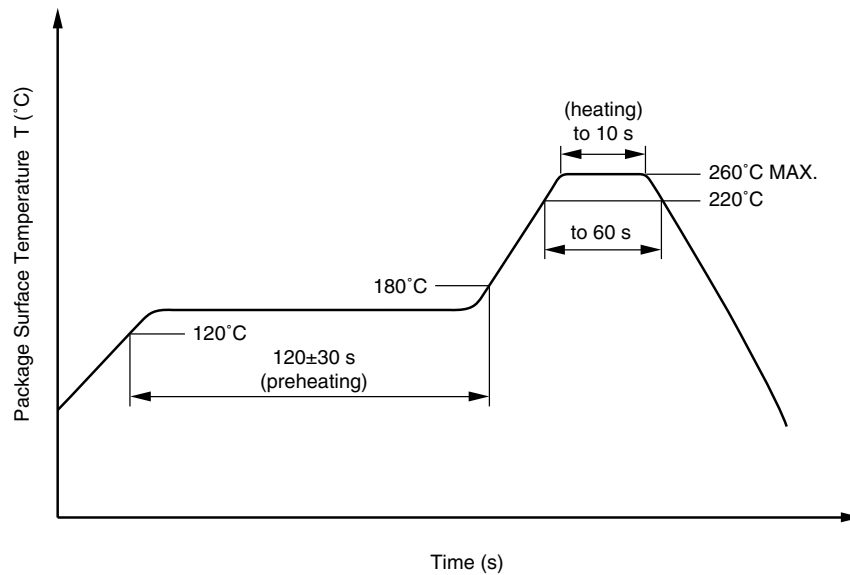 Package Surface Temperature T (˚C)
(heating)
to 10 s
260˚C MAX.
220˚C
to 60 s
180˚C
120˚C
120±30 s
(preheating)
Time (s)